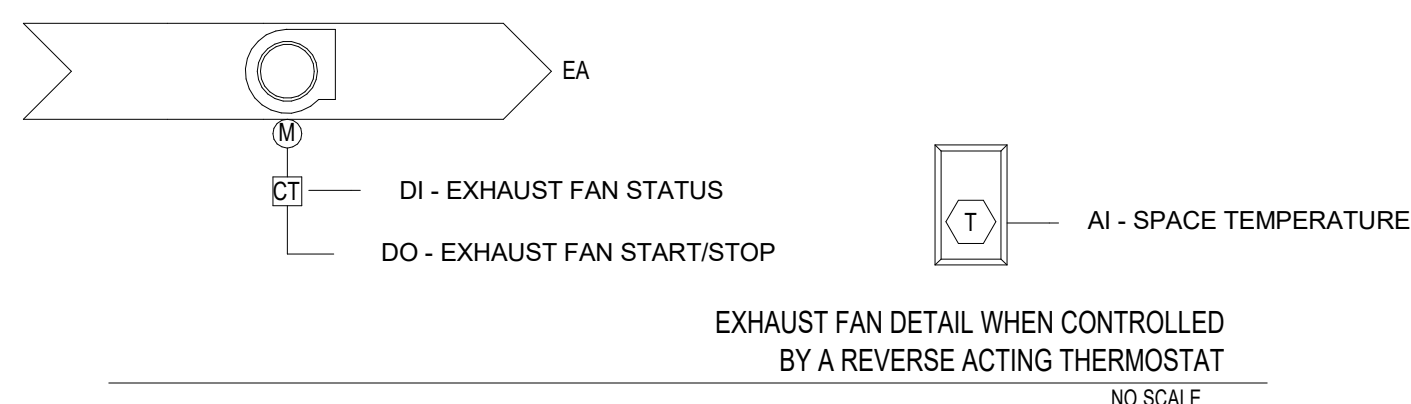 EA
M
CT
DI - EXHAUST FAN STATUS
DO - EXHAUST FAN START/STOP
T
AI - SPACE TEMPERATURE
EXHAUST FAN DETAIL WHEN CONTROLLED
BY A REVERSE ACTING THERMOSTAT
NO SCALE